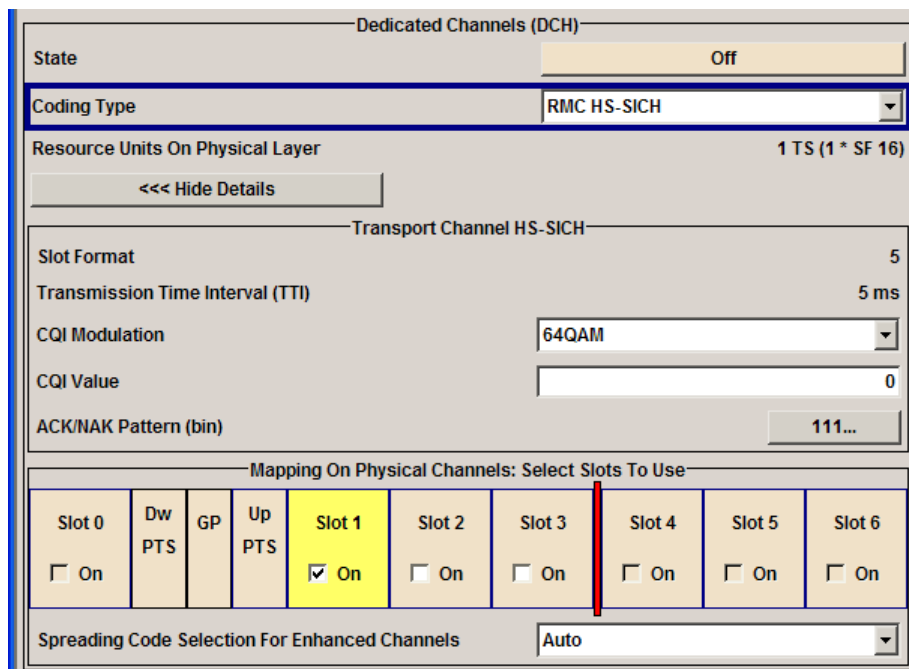 Dedicated Channels (DCH)
State Off
Coding Type RMC HS-SICH
Resource Units On Physical Layer 1 TS (1 * SF 16)
<<< Hide Details
Transport Channel HS-SICH
Slot Format 5
Transmission Time Interval (TTI) 5 ms
CQI Modulation 64QAM
CQI Value 0
ACK/NAK Pattern (bin) 111...
Mapping On Physical Channels: Select Slots To Use
Slot 0 Dw PTS GP Up PTS Slot 1 Slot 2 Slot 3 Slot 4 Slot 5 Slot 6
On On On On On On On
Spreading Code Selection For Enhanced Channels Auto